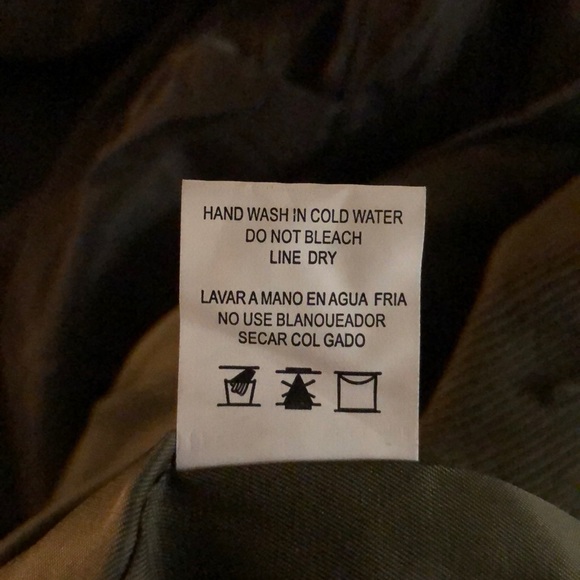 HAND WASH IN COLD WATER
DO NOT BLEACH
LINE DRY
LAVAR A MANO EN AGUA FRIA
NO USE BLANOUEADOR
SECAR COL GADO